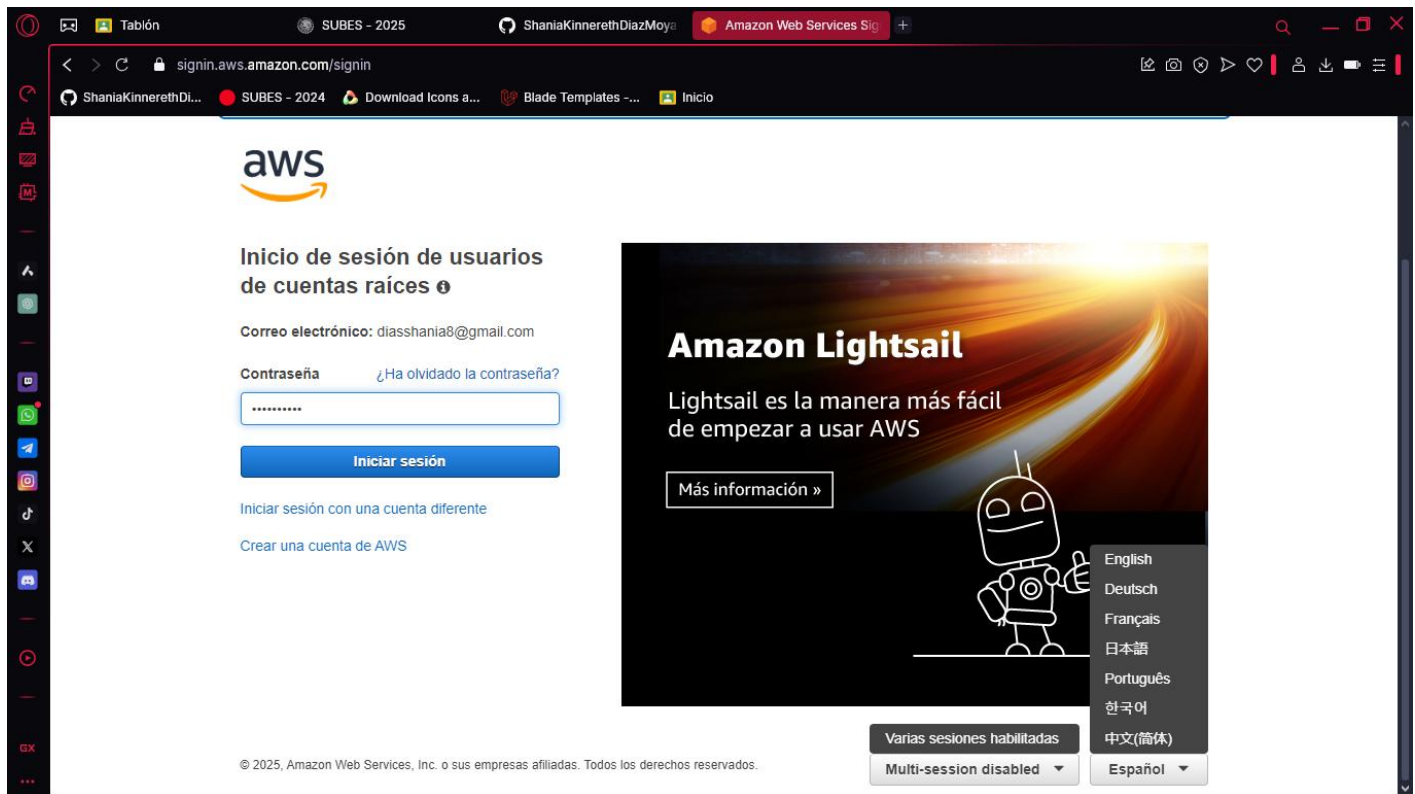 Tablón
SUBES - 2025
ShaniaKinnerethDiazMoya
Amazon Web Services Sig
signin.aws.amazon.com/signin
ShaniaKinnerethDi...
SUBES - 2024
Download Icons a...
Blade Templates -...
Inicio
aws
Inicio de sesión de usuarios
de cuentas raíces
Correo electrónico: diasshania8@gmail.com
Contraseña
¿Ha olvidado la contraseña?
Iniciar sesión
Iniciar sesión con una cuenta diferente
Crear una cuenta de AWS
Amazon Lightsail
Lightsail es la manera más fácil
de empezar a usar AWS
Más información »
English
Deutsch
Français
日本語
Português
한국어
中文(简体)
Varias sesiones habilitadas
Multi-session disabled
Español
© 2025, Amazon Web Services, Inc. o sus empresas afiliadas. Todos los derechos reservados.
GX
M